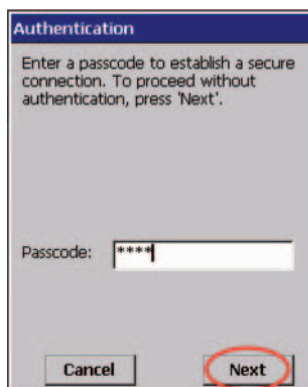 Authentication
Enter a passcode to establish a secure
connection. To proceed without
authentication, press 'Next'.
Passcode: ****
Cancel Next